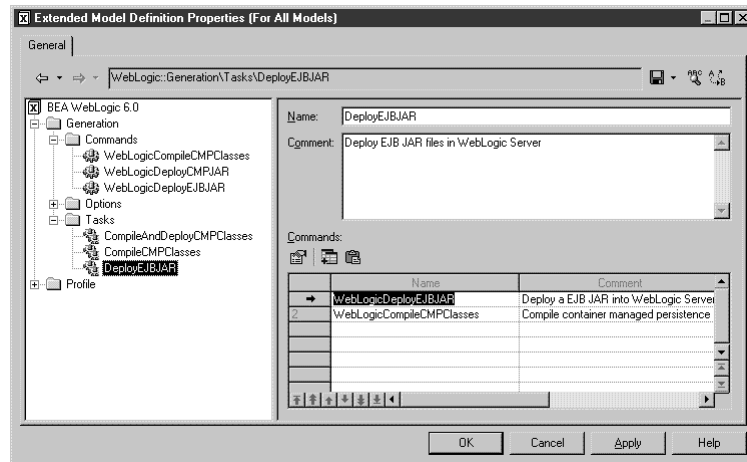 Extended Model Definition Properties (For All Models)
General
WebLogic::Generation\Tasks\DeployEJBJAR
BEA WebLogic 6.0
Generation
Commands
WebLogicCompileCMPClasses
WebLogicDeployCMPJAR
WebLogicDeployEJBJAR
Options
Tasks
CompileAndDeployCMPClasses
CompileCMPClasses
DeployEJBJAR
Profile
Name: DeployEJBJAR
Comment: Deploy EJB JAR files in WebLogic Server
Commands:
Name Comment
WebLogicDeployEJBJAR Deploy a EJB JAR into WebLogic Server
2 WebLogicCompileCMPClasses Compile container managed persistence
OK Cancel Apply Help